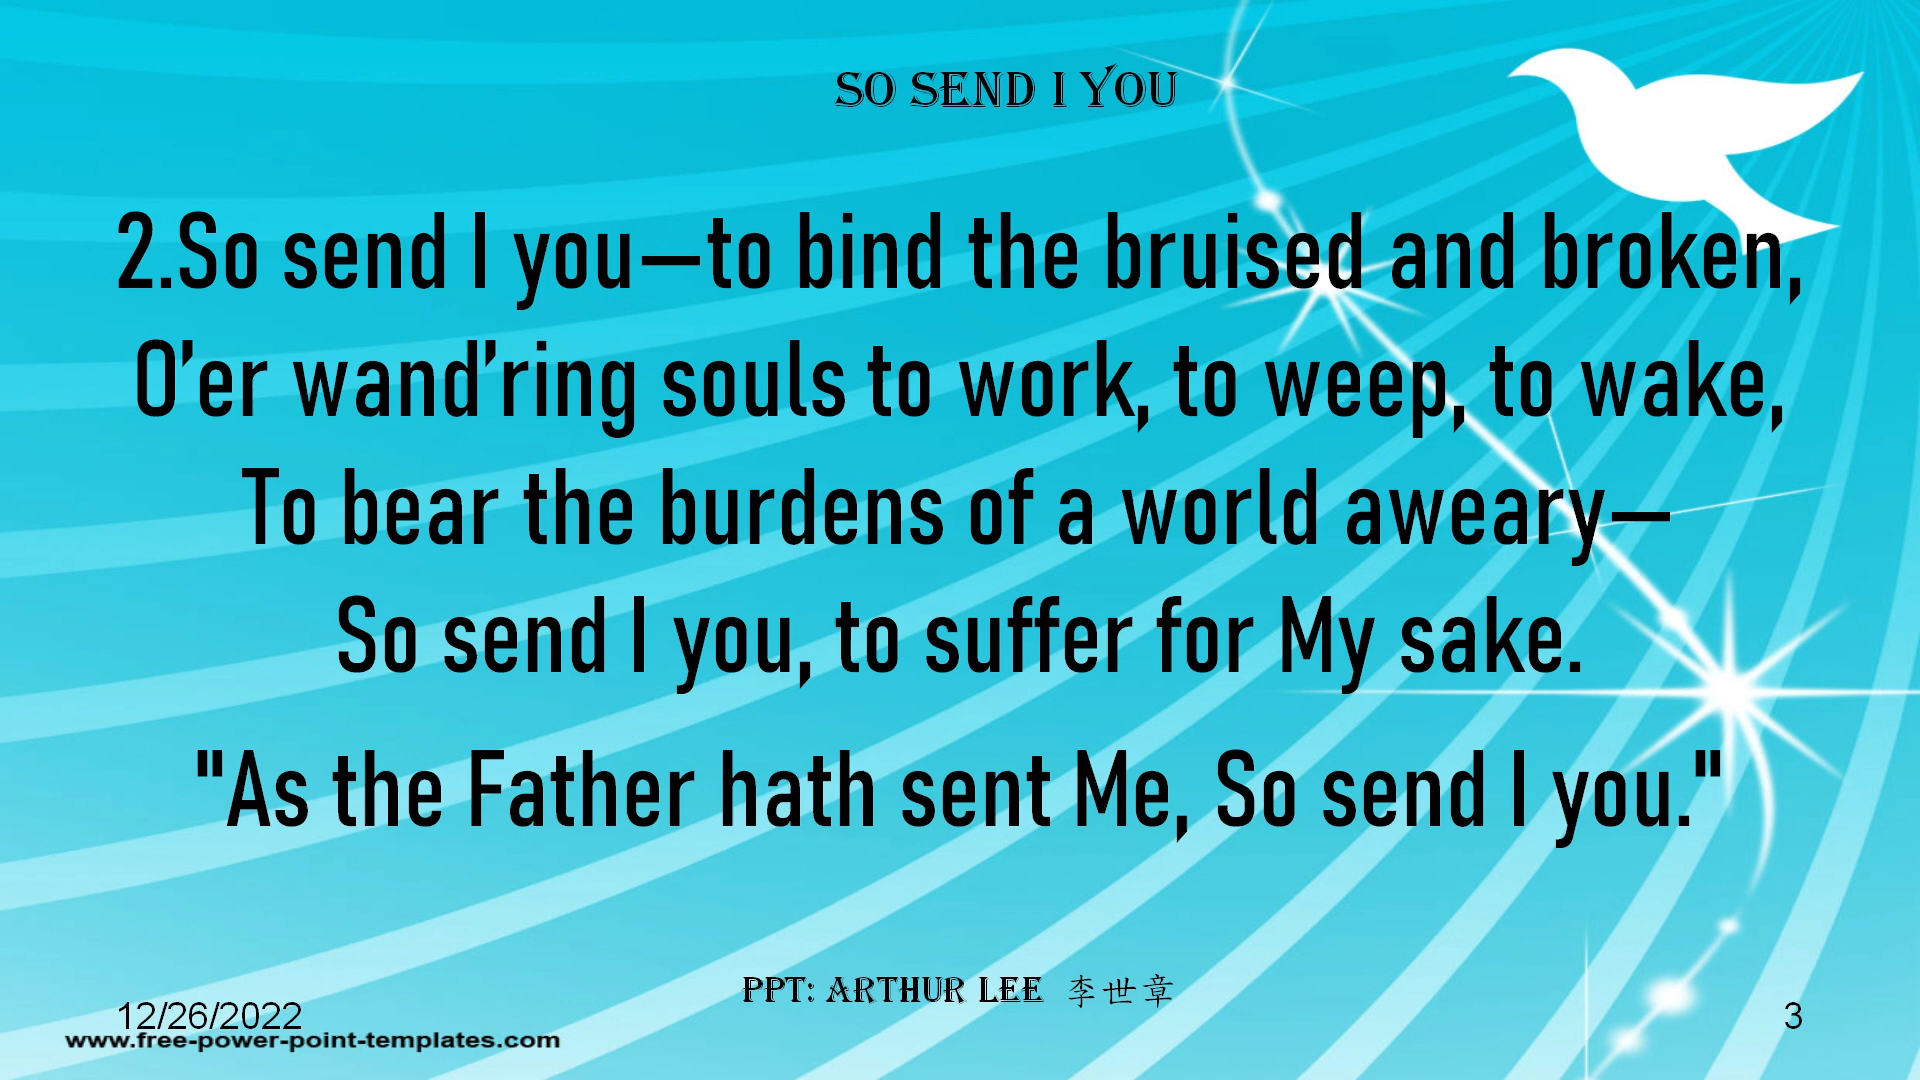 SO SEND I YOU
2.So send I you—to bind the bruised and broken,
O'er wand'ring souls to work, to weep, to wake,
To bear the burdens of a world aweary—
So send I you, to suffer for My sake.
"As the Father hath sent Me, So send I you."
PPT: ARTHUR LEE 李世章
12/26/2022
www.free-power-point-templates.com
3